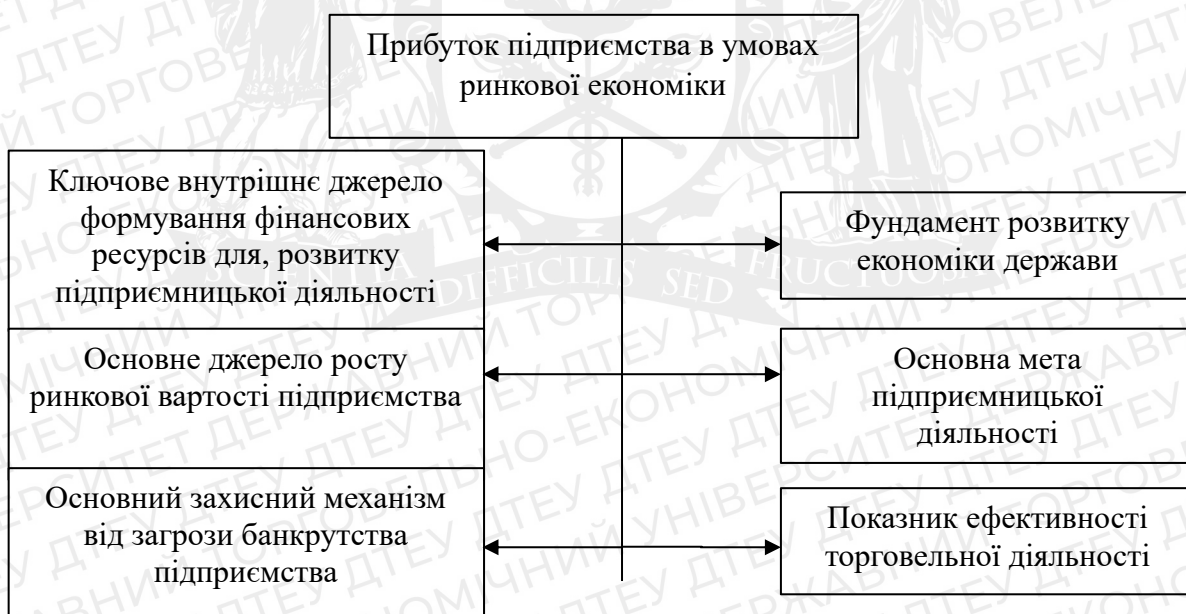 Прибуток підприємства в умовах
ринкової економіки
Ключове внутрішнє джерело
формування фінансових
ресурсів для, розвитку
підприємницької діяльності
Фундамент розвитку
економіки держави
Основне джерело росту
ринкової вартості підприємства
Основна мета
підприємницької
діяльності
Основний захисний механізм
від загрози банкрутства
підприємства
Показник ефективності
торговельної діяльності
DIFFICILIS SED